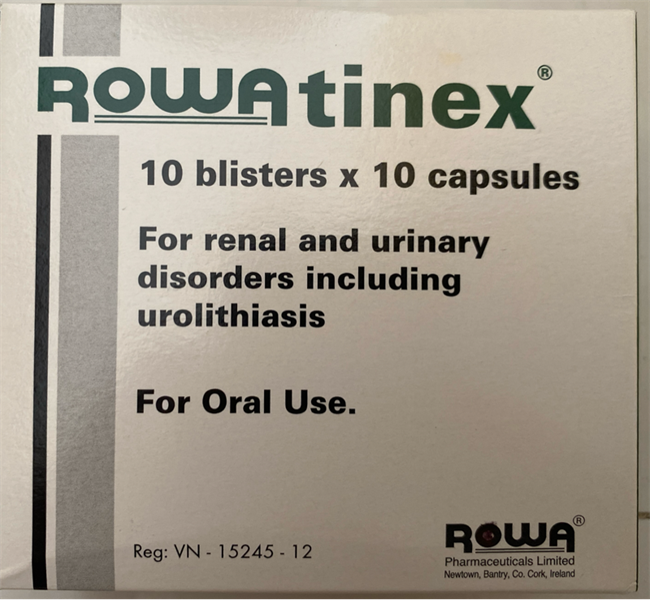 ROWAtinex®
10 blisters x 10 capsules
For renal and urinary
disorders including
urolithiasis
For Oral Use.
Reg: VN - 15245 - 12
ROWA®
Pharmaceuticals Limited
Newtown, Bantry, Co. Cork, Ireland